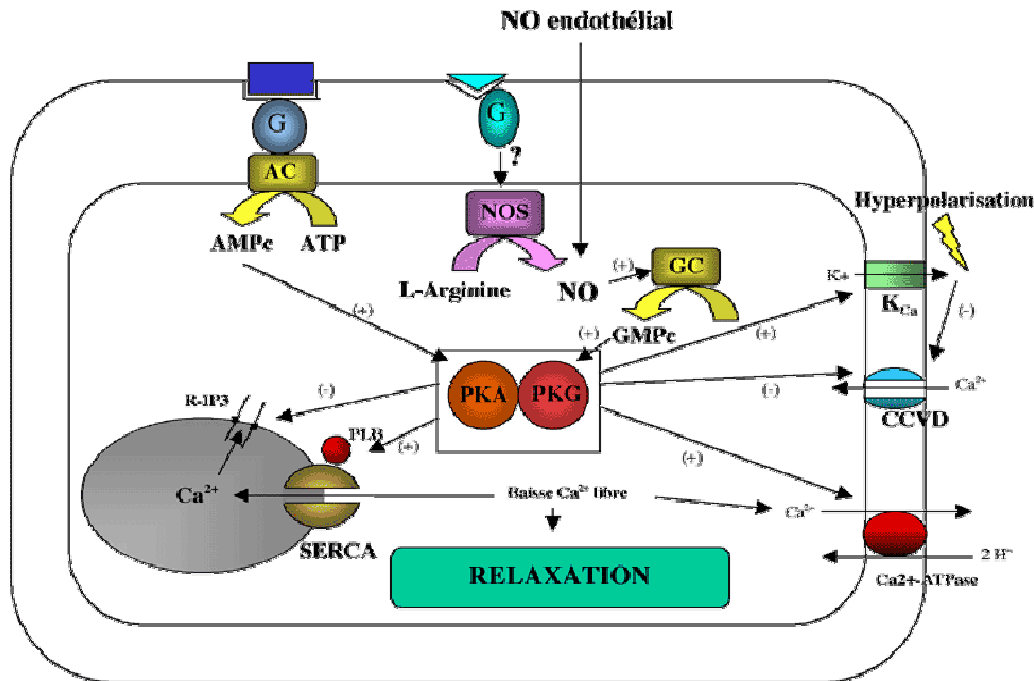 NO endothélial
G
G
?
AC
NOS
Hyperpolarisation
AMPc
ATP
GC
(+)
K+
L-Arginine
NO
K Ca
(+)
(+)
GMPc
(+)
(-)
PKA
PKG
(-)
(-)
Ca²⁺
R-IP3
CCVD
PLB
(+)
(+)
Ca²⁺
Baisse Ca²⁺ libre
Ca²⁺
SERCA
2 H⁺
RELAXATION
Ca2+-ATPase